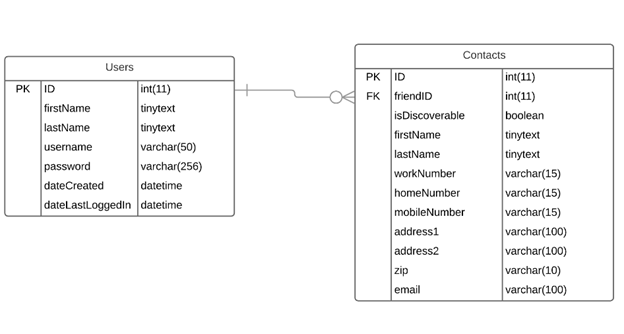 Users
PK ID int(11)
firstName tinytext
lastName tinytext
username varchar(50)
password varchar(256)
dateCreated datetime
dateLastLoggedIn datetime
Contacts
PK ID int(11)
FK friendID int(11)
isDiscoverable boolean
firstName tinytext
lastName tinytext
workNumber varchar(15)
homeNumber varchar(15)
mobileNumber varchar(15)
address1 varchar(100)
address2 varchar(100)
zip varchar(10)
email varchar(100)